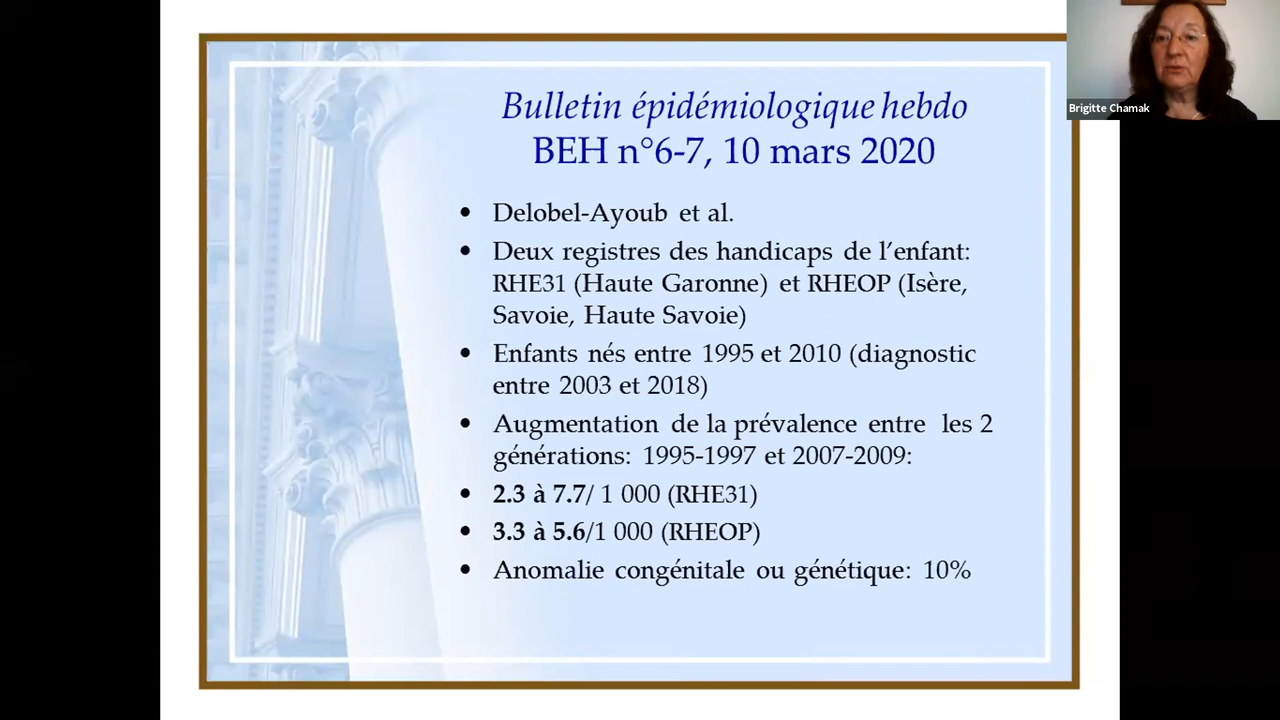 Bulletin épidémiologique hebdo
BEH n°6-7, 10 mars 2020
• Delobel-Ayoub et al.
• Deux registres des handicaps de l’enfant:
RHE31 (Haute Garonne) et RHEOP (Isère,
Savoie, Haute Savoie)
• Enfants nés entre 1995 et 2010 (diagnostic
entre 2003 et 2018)
• Augmentation de la prévalence entre les 2
générations: 1995-1997 et 2007-2009:
• 2.3 à 7.7/ 1 000 (RHE31)
• 3.3 à 5.6/1 000 (RHEOP)
• Anomalie congénitale ou génétique: 10%
Brigitte Chamak